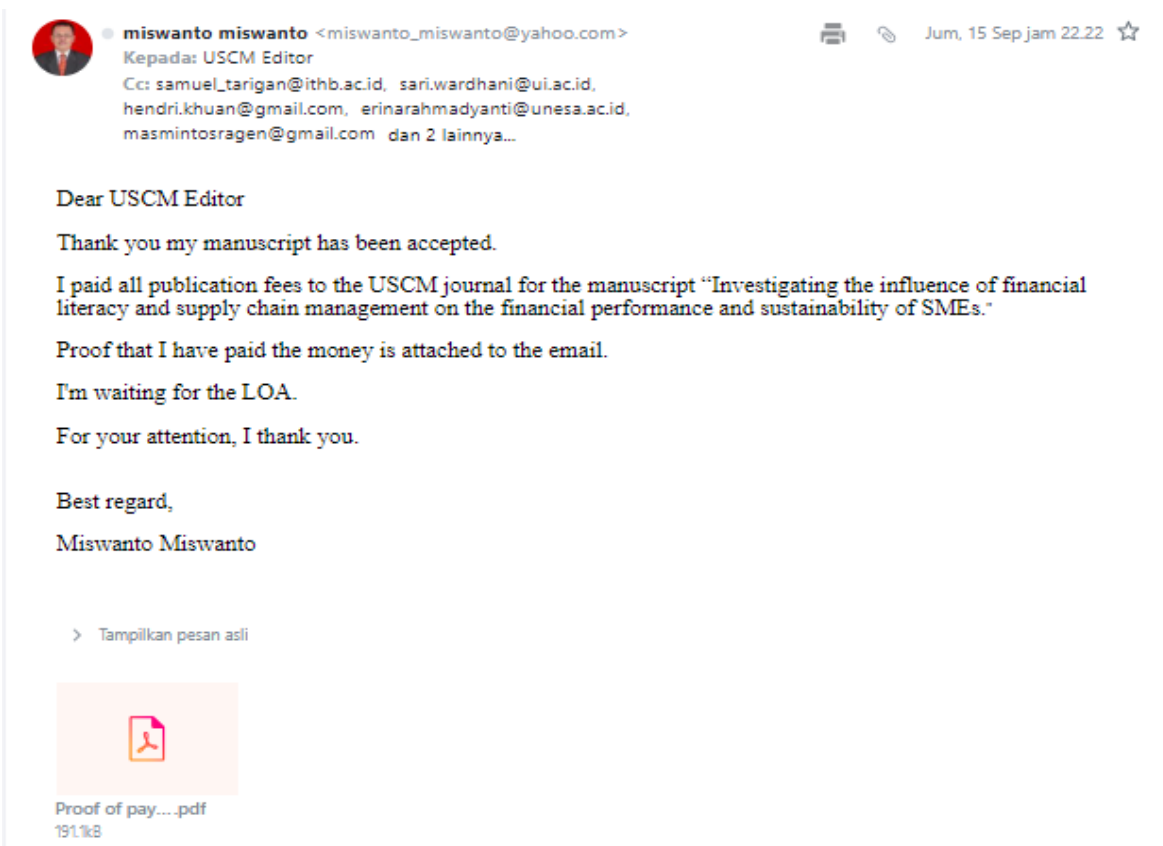 miswanto miswanto <miswanto_miswanto@yahoo.com> Jum, 15 Sep jam 22.22
Kepada: USCM Editor
Cc: samuel_tarigan@ithb.ac.id, sari.wardhani@ui.ac.id,
hendri.khuan@gmail.com, erinarahmadyanti@unesa.ac.id,
masmintosragen@gmail.com dan 2 lainnya...
Dear USCM Editor
Thank you my manuscript has been accepted.
I paid all publication fees to the USCM journal for the manuscript “Investigating the influence of financial
literacy and supply chain management on the financial performance and sustainability of SMEs."
Proof that I have paid the money is attached to the email.
I'm waiting for the LOA.
For your attention, I thank you.
Best regard,
Miswanto Miswanto
Tampilkan pesan asli
Proof of pay....pdf
191.1kB